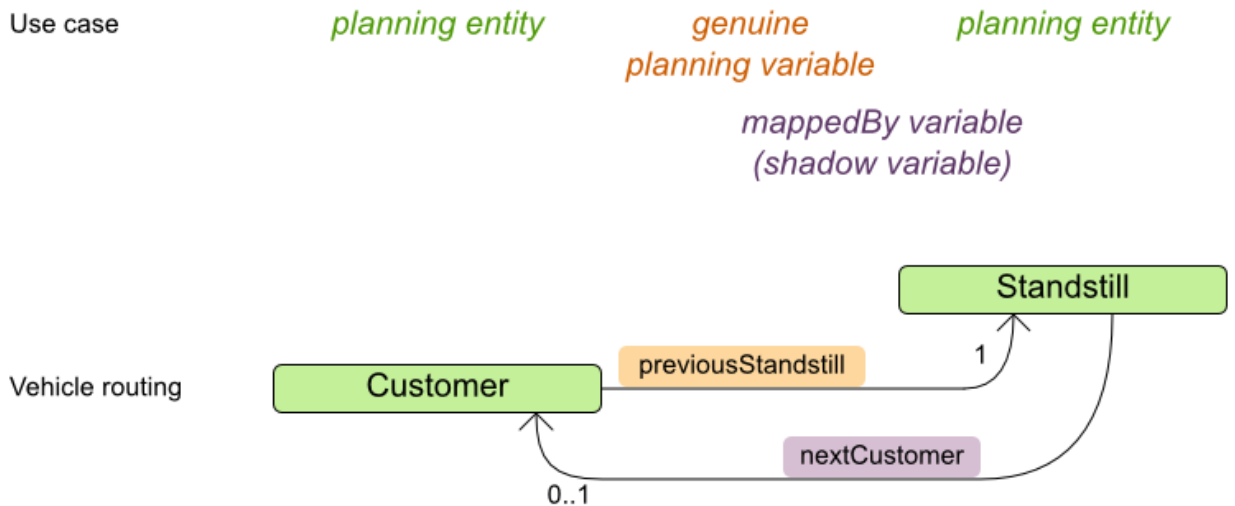 Use case
planning entity
genuine
planning variable
planning entity
mappedBy variable
(shadow variable)
Standstill
previousStandstill
1
Vehicle routing
Customer
nextCustomer
0..1